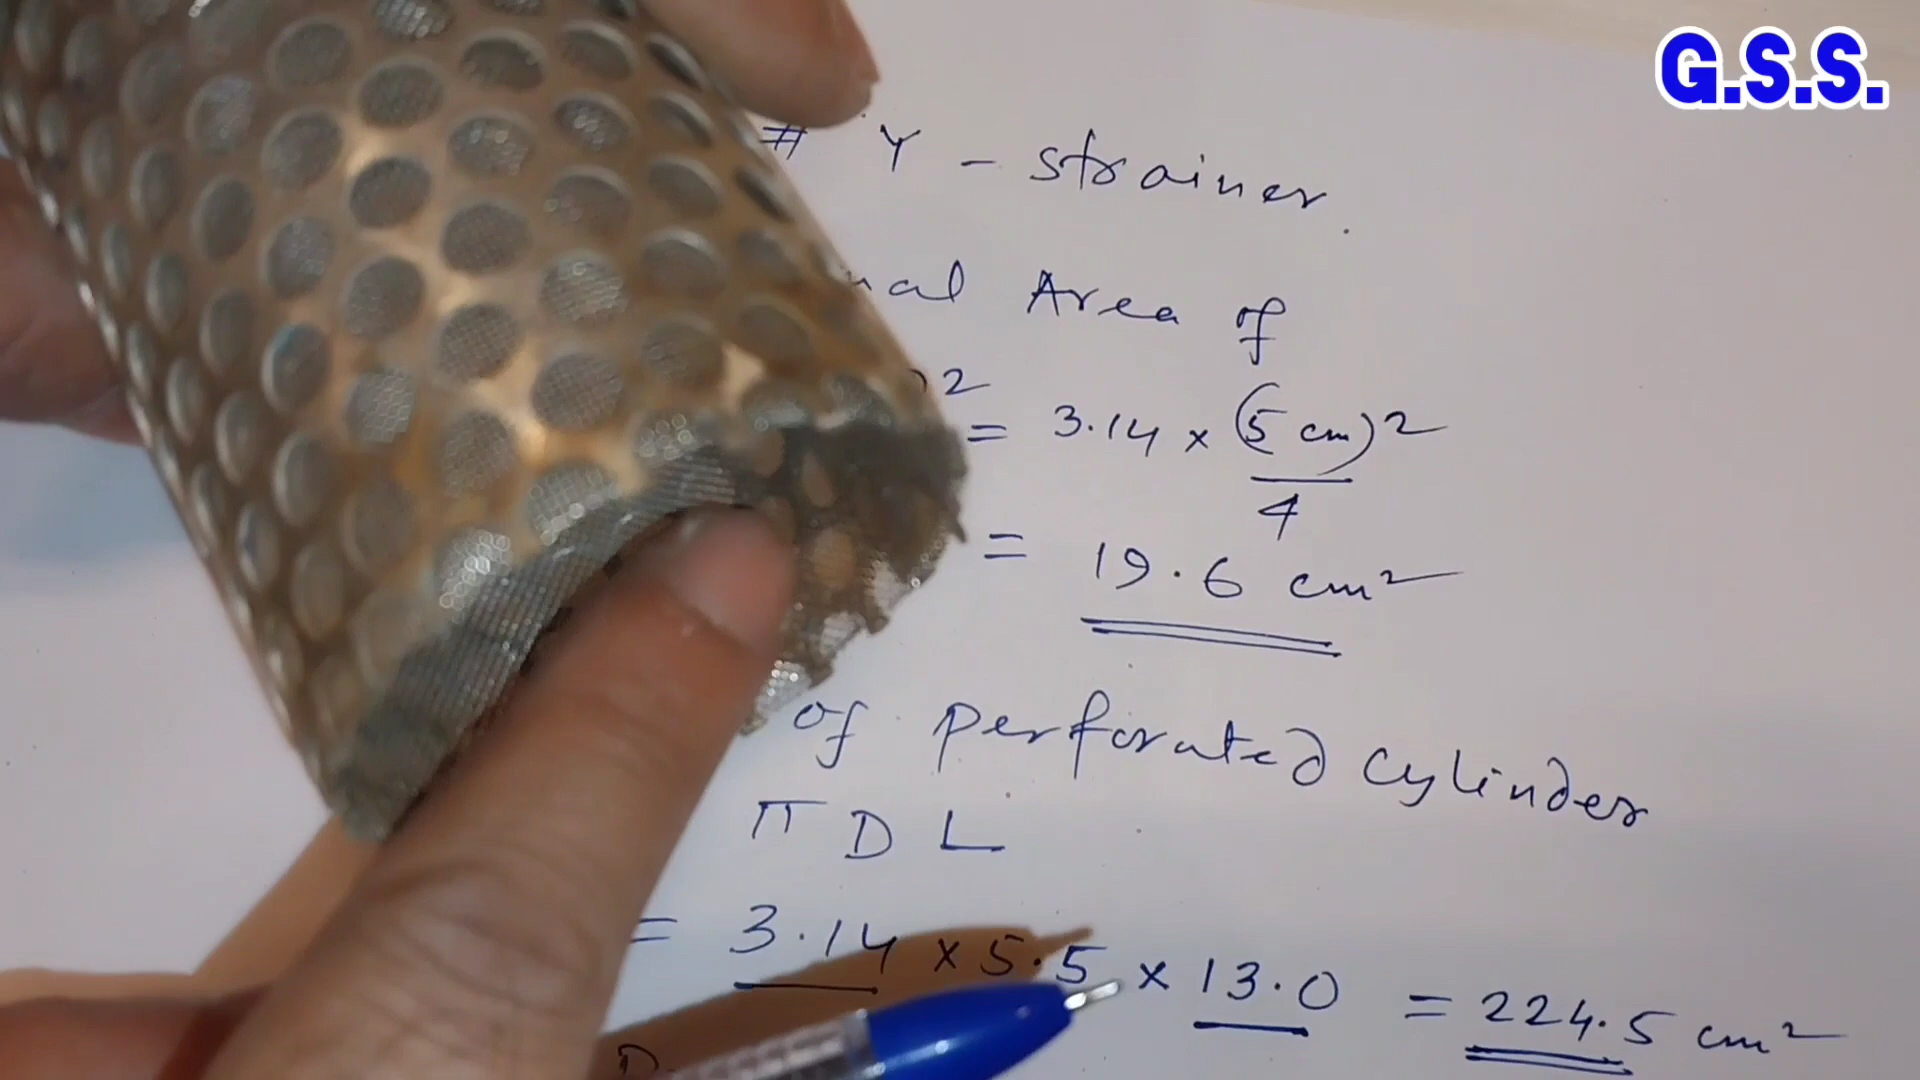 G.S.S.
# Y - strainer.
Area of
2 = 3.14 x (5 cm)2
4
= 19.6 cm2
of perforated cylinder
π D L
= 3.14 x 5.5 x 13.0 = 224.5 cm2